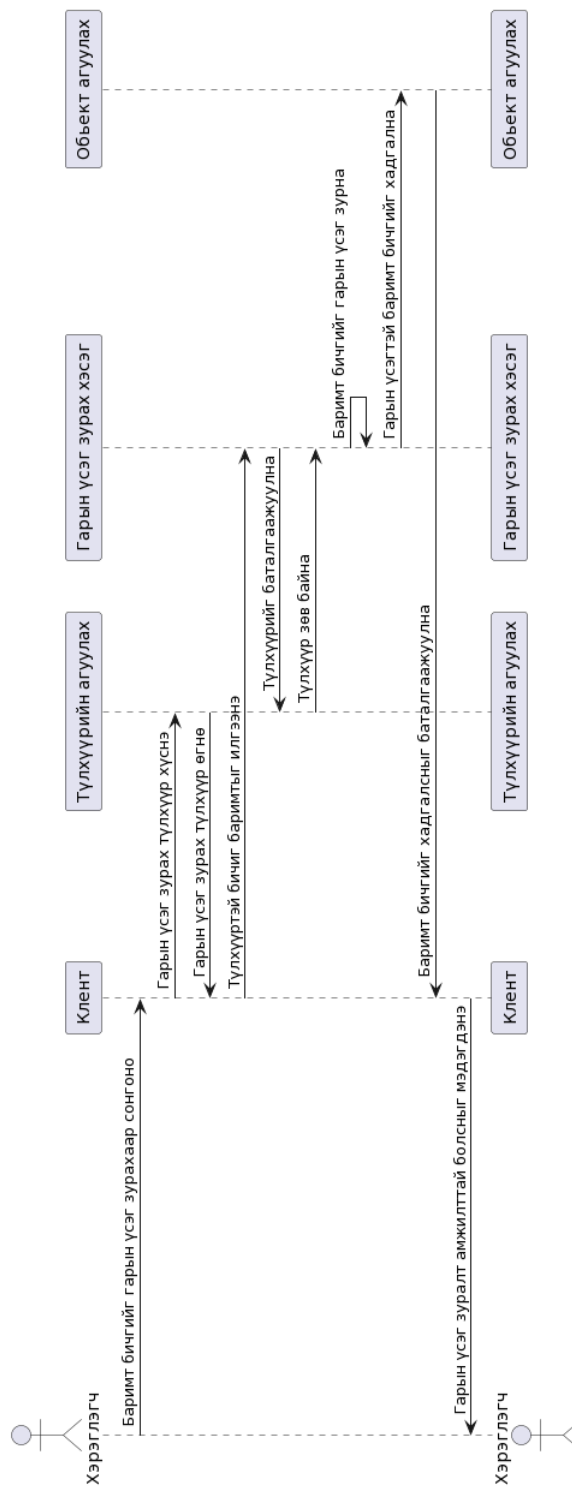 Хэрэглэгч
Клент
Түлхүүрийн агуулах
Гарын үсэг зурах хэсэг
Обьект агуулах
Баримт бичгийг гарын үсэг зурахаар сонгоно
Гарын үсэг зурах түлхүүр хүснэ
Гарын үсэг зурах түлхүүр өгнө
Түлхүүртэй бичиг баримтыг илгээнэ
Түлхүүрийг баталгаажуулна
Түлхүүр зөв байна
Баримт бичгийг гарын үсэг зурна
Гарын үсэгтэй баримт бичгийг хадгална
Баримт бичгийг хадгалсныг баталгаажуулна
Гарын үсэг зуралт амжилттай болсныг мэдэгдэнэ
Хэрэглэгч
Клент
Түлхүүрийн агуулах
Гарын үсэг зурах хэсэг
Обьект агуулах